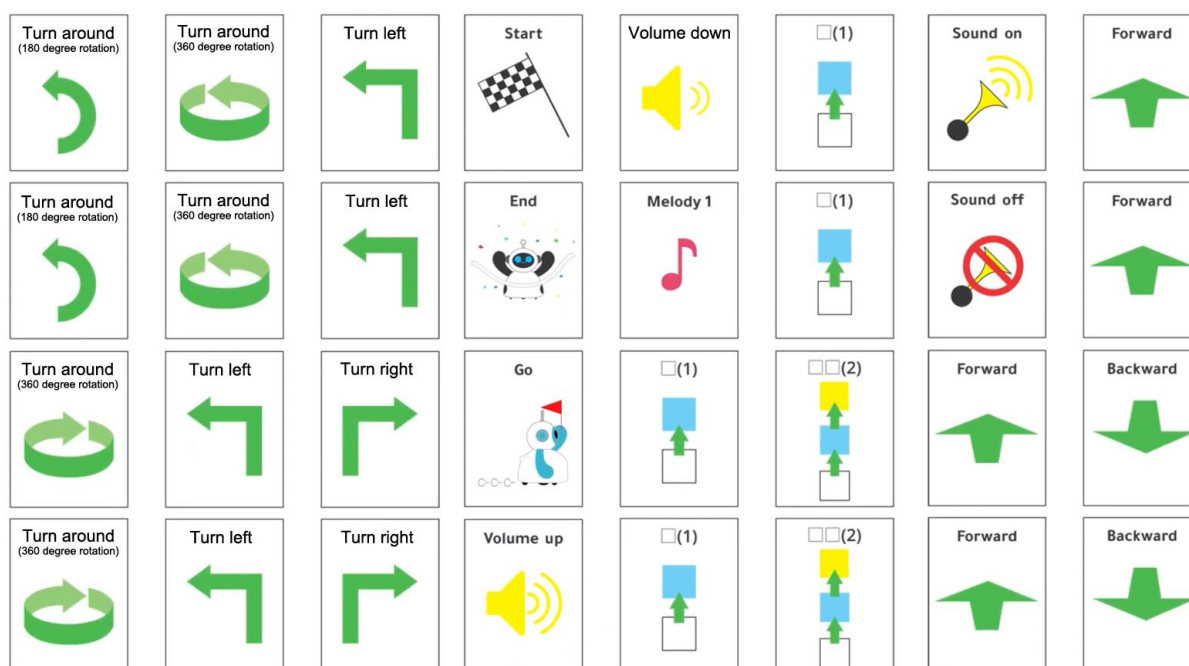 Turn around
(180 degree rotation)
Turn around
(360 degree rotation)
Turn left
Start
Volume down
□(1)
Sound on
Forward
Turn around
(180 degree rotation)
Turn around
(360 degree rotation)
Turn left
End
Melody 1
□(1)
Sound off
Forward
Turn around
(360 degree rotation)
Turn left
Turn right
Go
□(1)
□□(2)
Forward
Backward
C-C-C-
Turn around
(360 degree rotation)
Turn left
Turn right
Volume up
□(1)
□□(2)
Forward
Backward